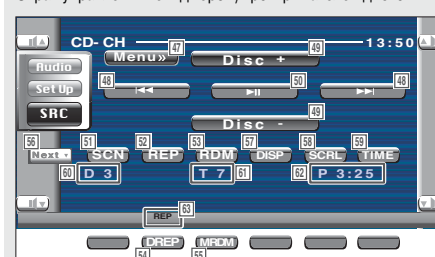 CD- CH 13:50
Menu» 47 Disc + 49
Audio
Set Up
SRC
48 50 48
Disc - 49
56 51 52 53 57 58 59
Next SCN REP RDM DISP SCRL TIME
60 D 3 T 7 61 62 P 3:25
REP 63
DREP MRDM
54 55